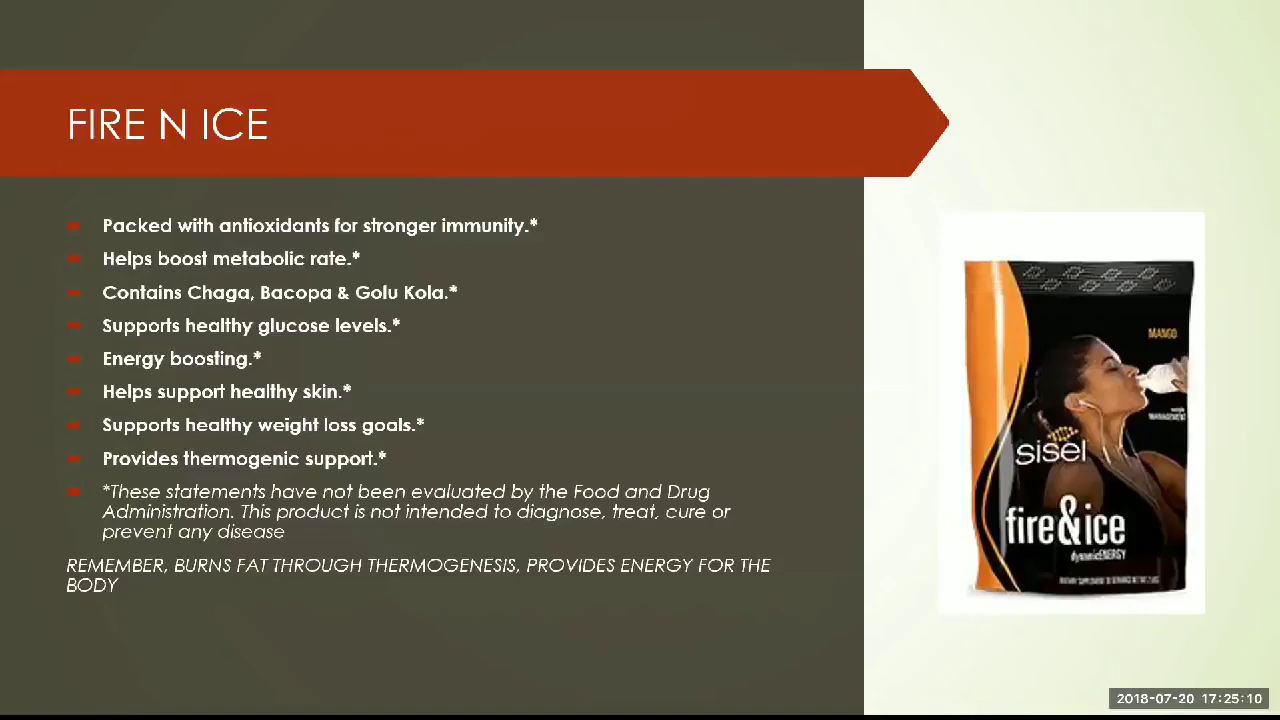 FIRE N ICE
Packed with antioxidants for stronger immunity.*
Helps boost metabolic rate.*
Contains Chaga, Bacopa & Golu Kola.*
Supports healthy glucose levels.*
Energy boosting.*
Helps support healthy skin.*
Supports healthy weight loss goals.*
Provides thermogenic support.*
*These statements have not been evaluated by the Food and Drug
Administration. This product is not intended to diagnose, treat, cure or
prevent any disease
REMEMBER, BURNS FAT THROUGH THERMOGENESIS, PROVIDES ENERGY FOR THE
BODY
MANGO
MANAGEMENT
sisel
fire&ice
dynamicENERGY
DIETARY SUPPLEMENT
2018-07-20 17:25:10